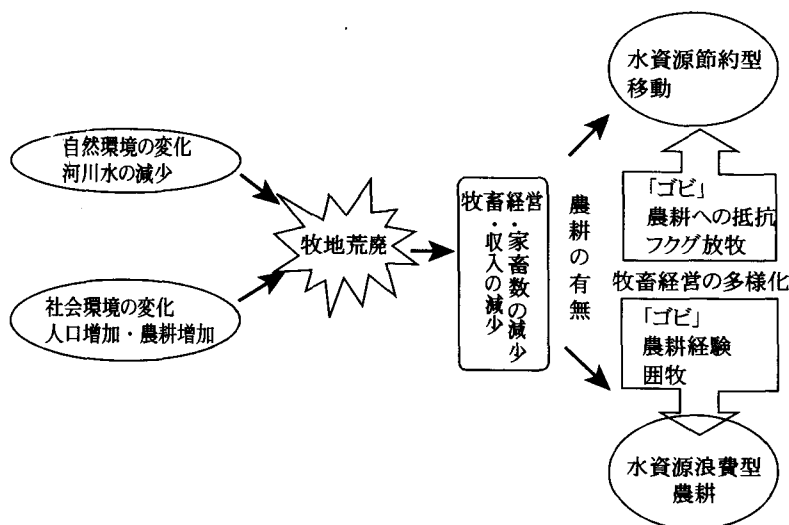 自然環境の変化
河川水の減少
社会環境の変化
人口増加・農耕増加
牧地荒廃
牧畜経営
・家畜数の減少
・収入の減少
農耕の有無
水資源節約型
移動
「ゴビ」
農耕への抵抗
フクグ放牧
牧畜経営の多様化
「ゴビ」
農耕経験
囲牧
水資源浪費型
農耕